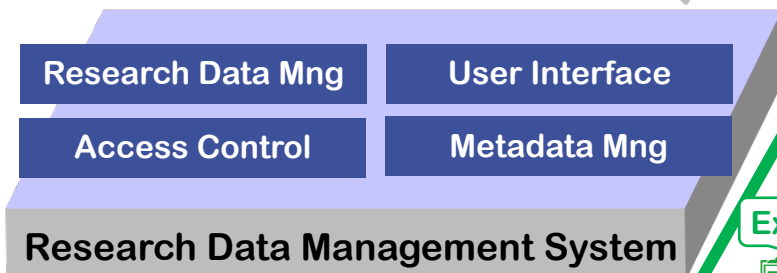 Research Data Mng
User Interface
Access Control
Metadata Mng
Research Data Management System